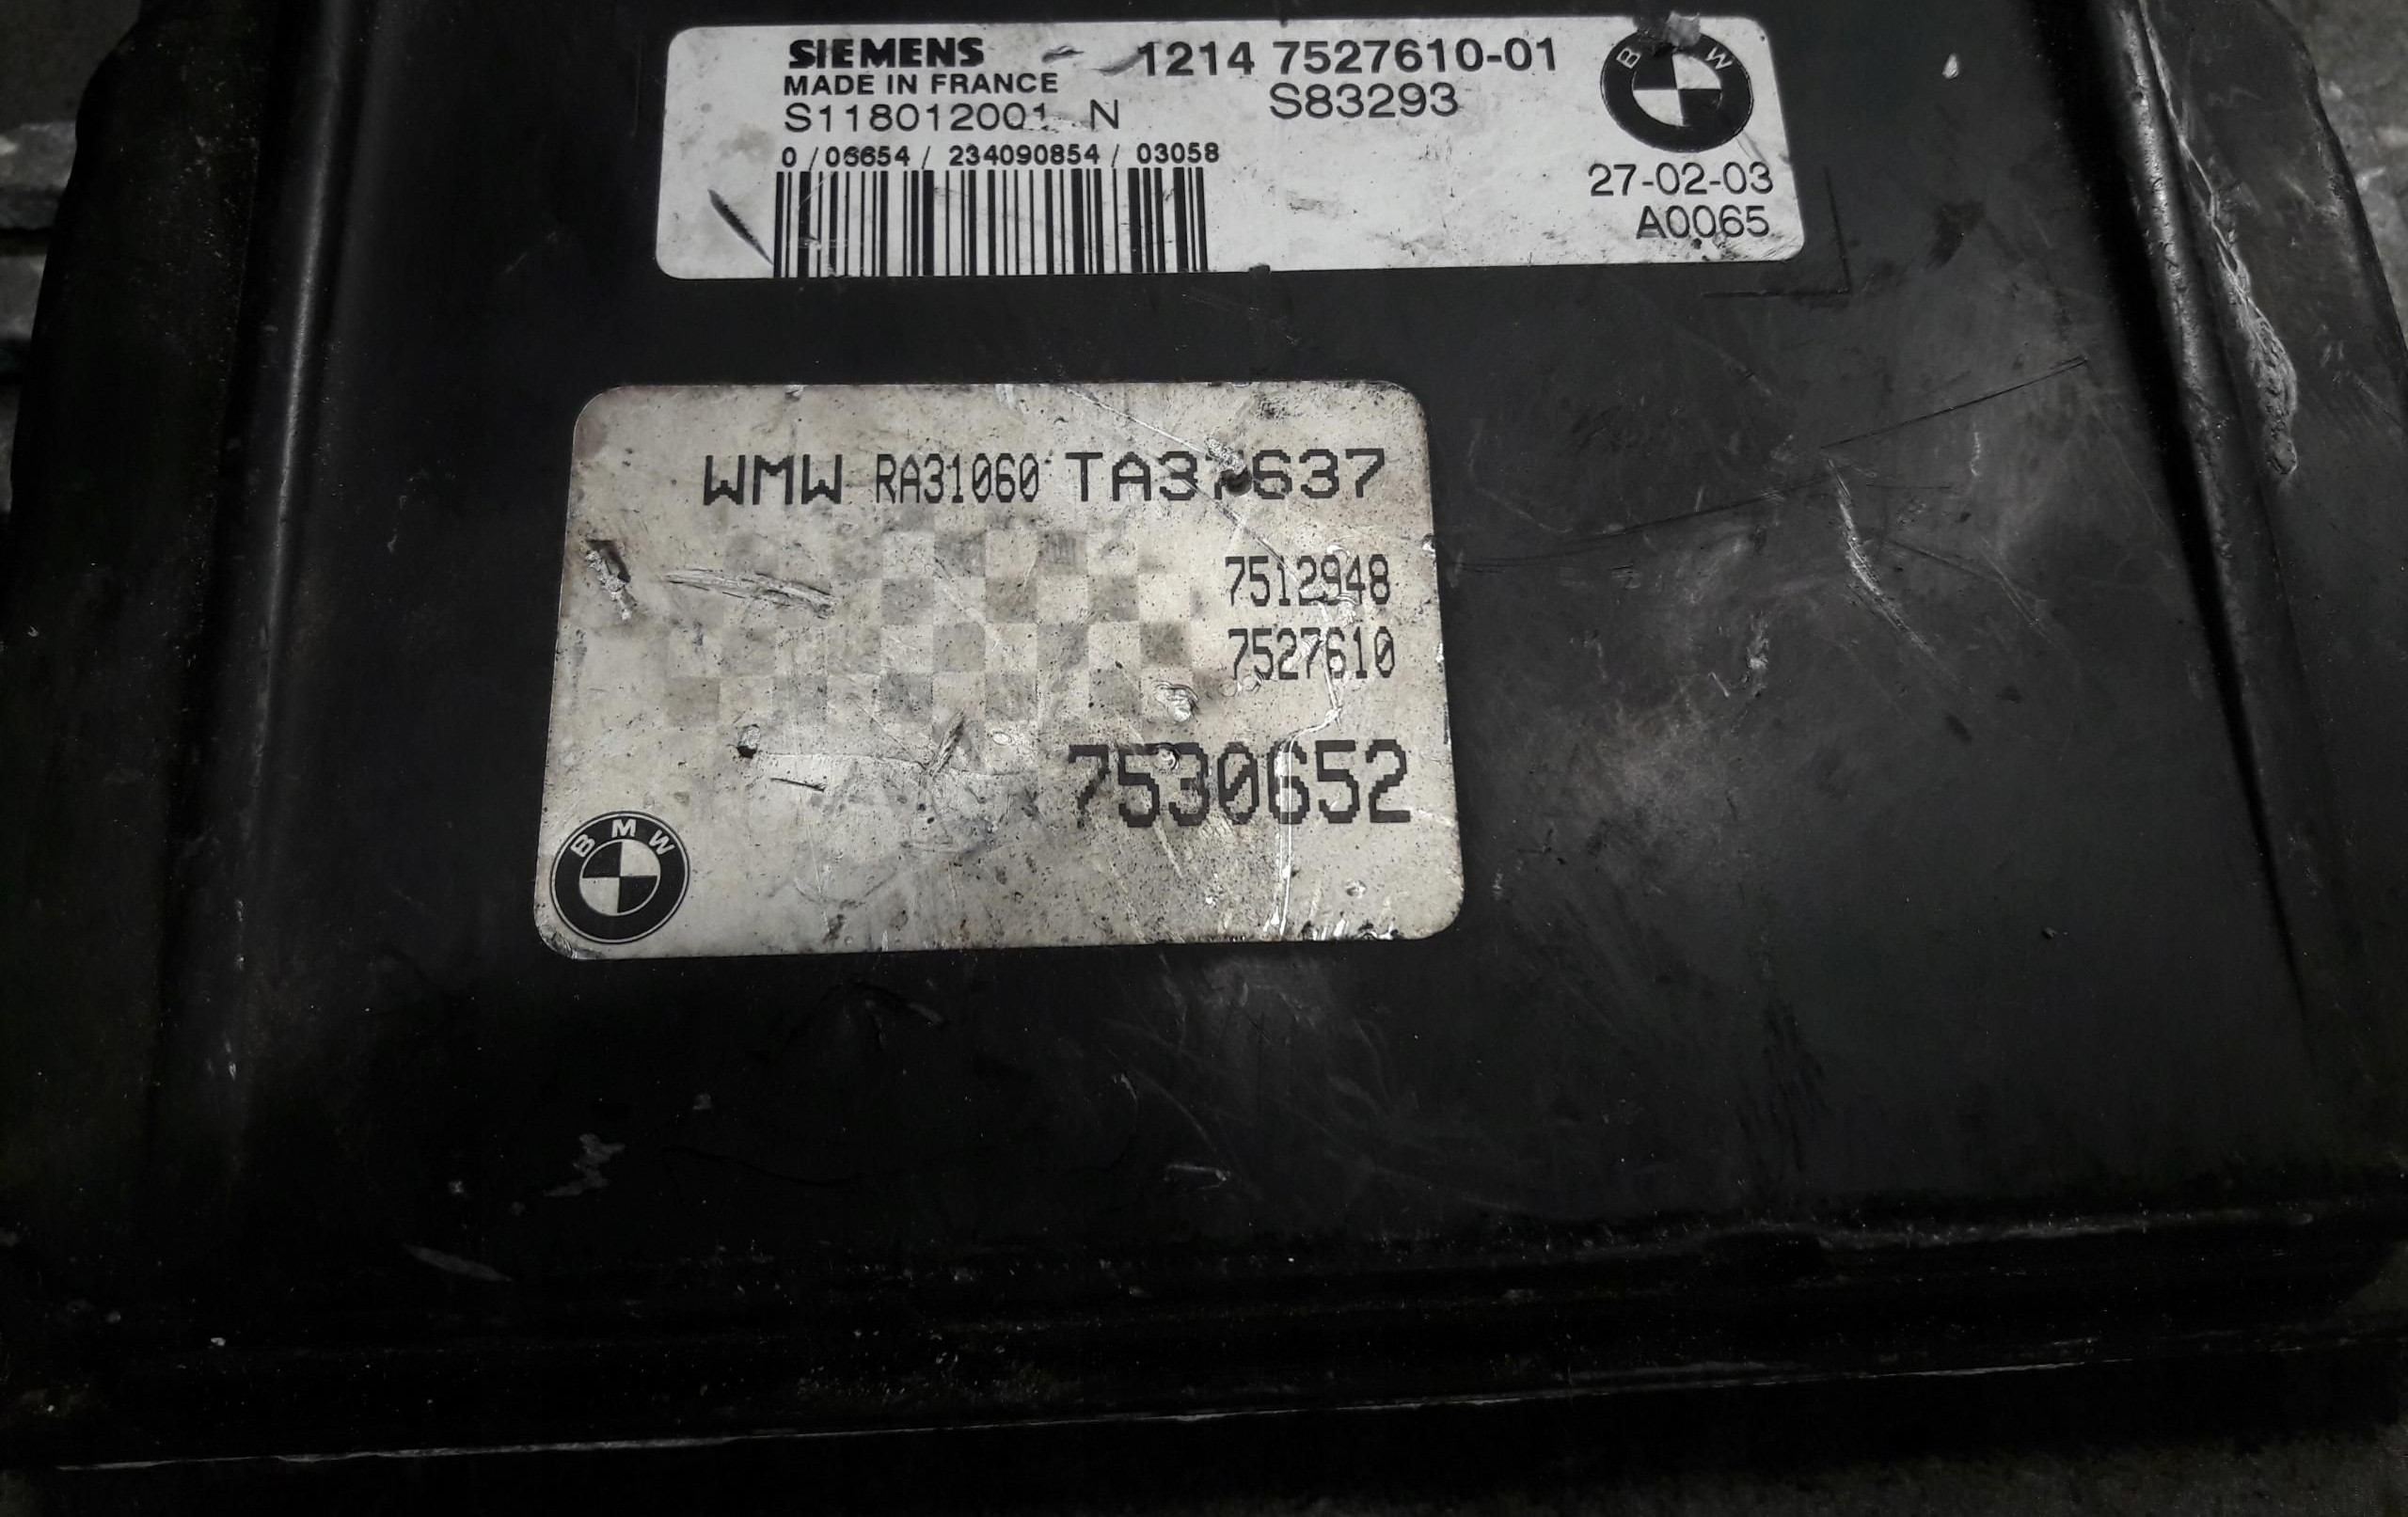 SIEMENS
1214 7527610-01
MADE IN FRANCE
S83293
S118012001 N
0 / 06654 / 234090854 / 03058
BMW
27-02-03
A0065
WMW RA31060 TA37637
7512948
7527610
7530652
BMW